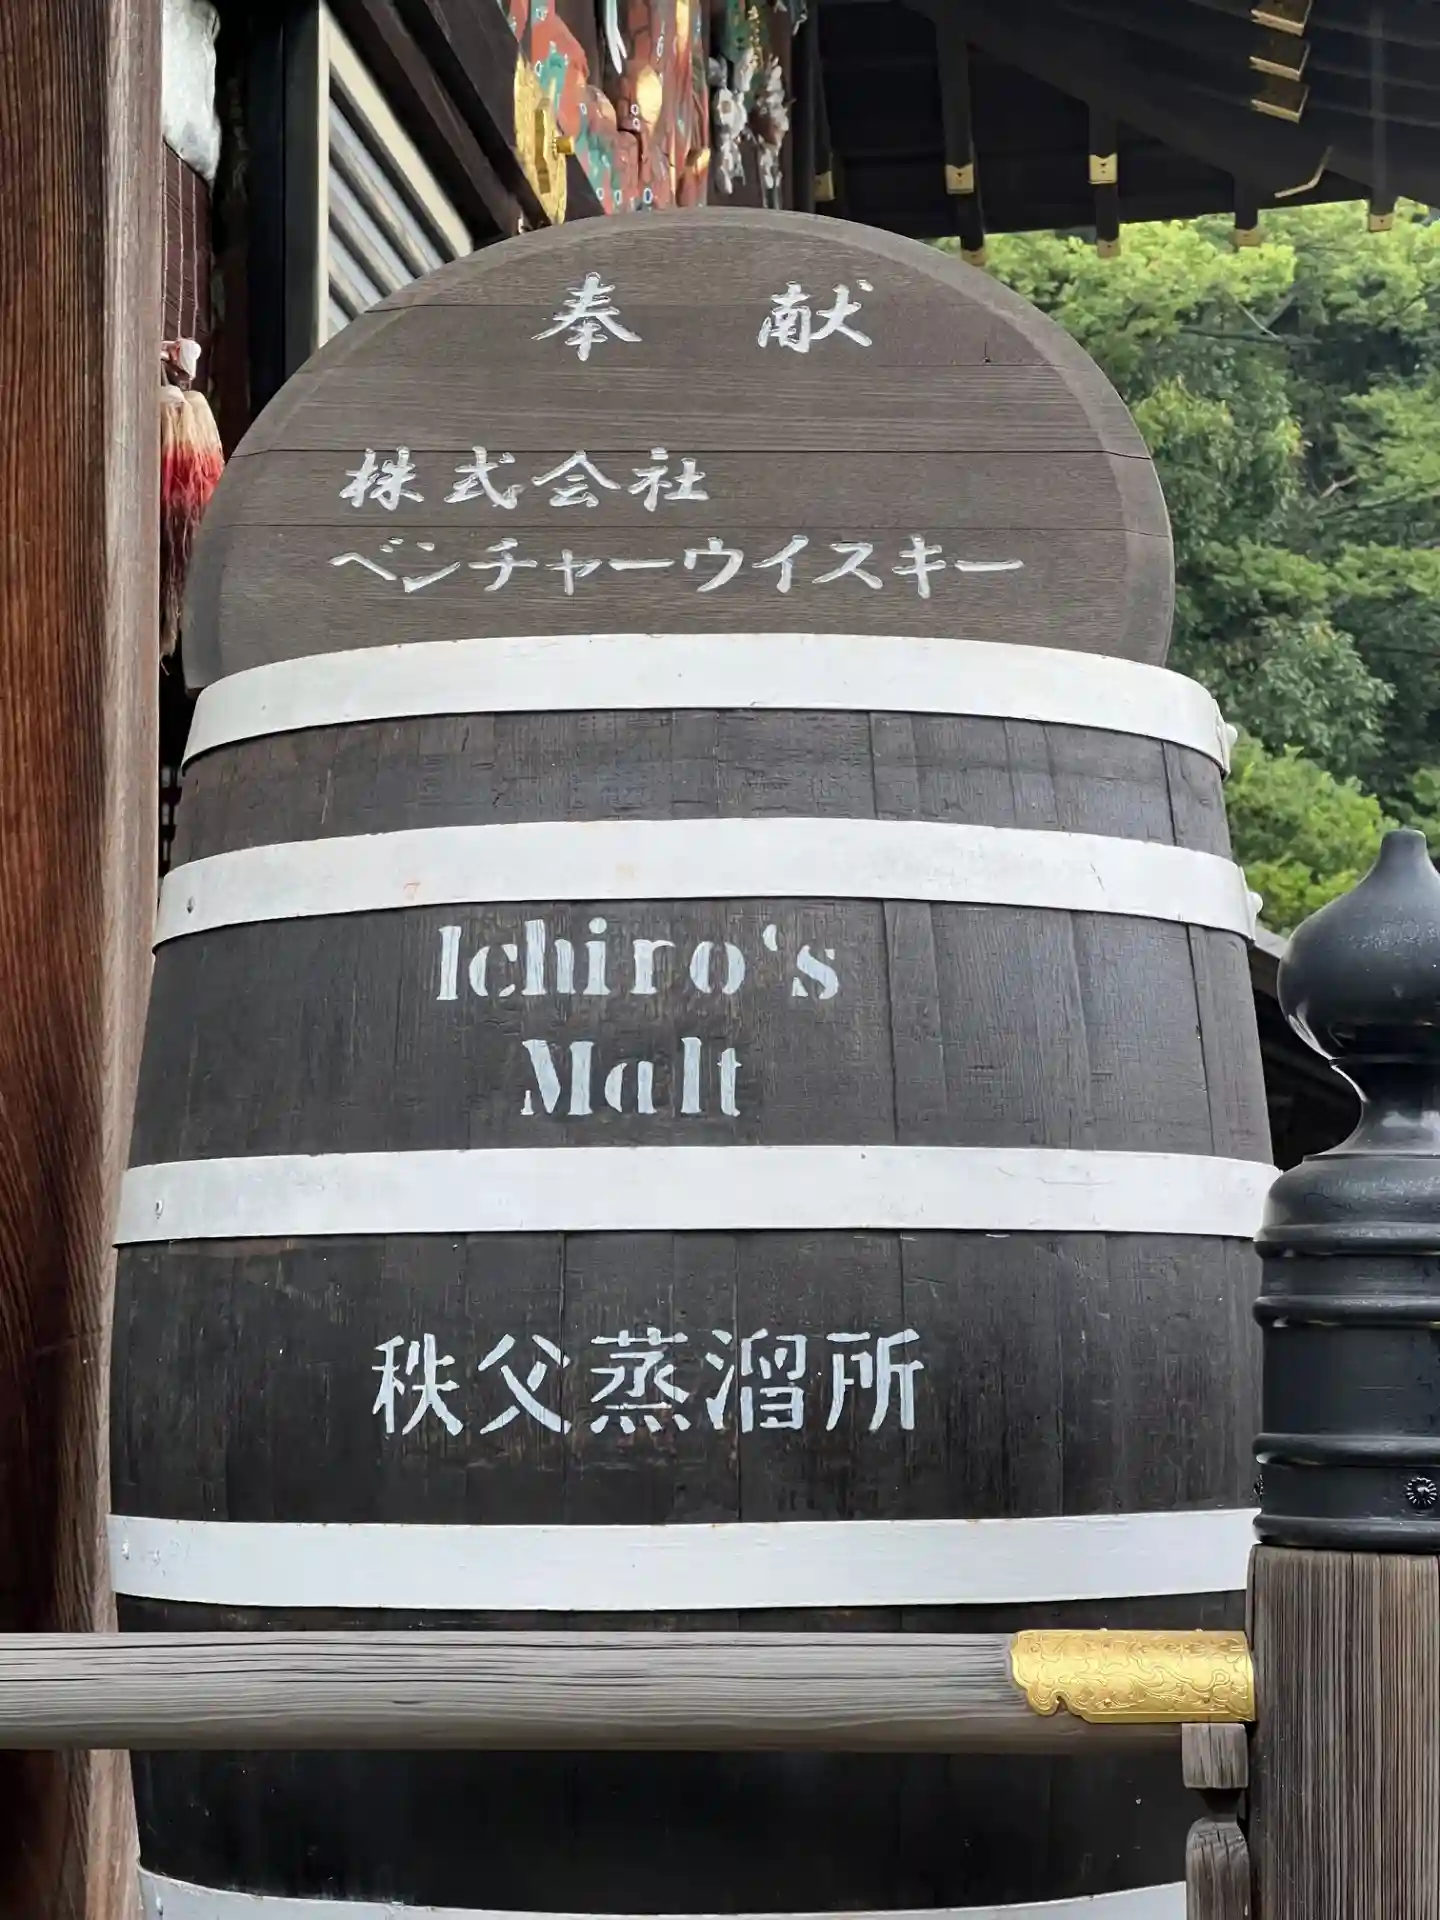 奉献
株式会社
ベンチャーウイスキー
Ichiro‘s
Malt
秩父蒸溜所